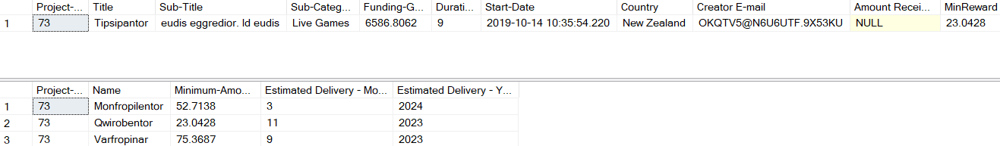 Project-... Title Sub-Title Sub-Categ... Funding-G... Durati... Start-Date Country Creator E-mail Amount Recei... MinReward
1 73 Tipsipantor eudis eggredior. Id eudis Live Games 6586.8062 9 2019-10-14 10:35:54.220 New Zealand OKQTV5@N6U6UTF.9X53KU NULL 23.0428
Project-... Name Minimum-Amo... Estimated Delivery - Mo... Estimated Delivery - Y...
1 73 Monfropilentor 52.7138 3 2024
2 73 Qwirobentor 23.0428 11 2023
3 73 Varfropinar 75.3687 9 2023